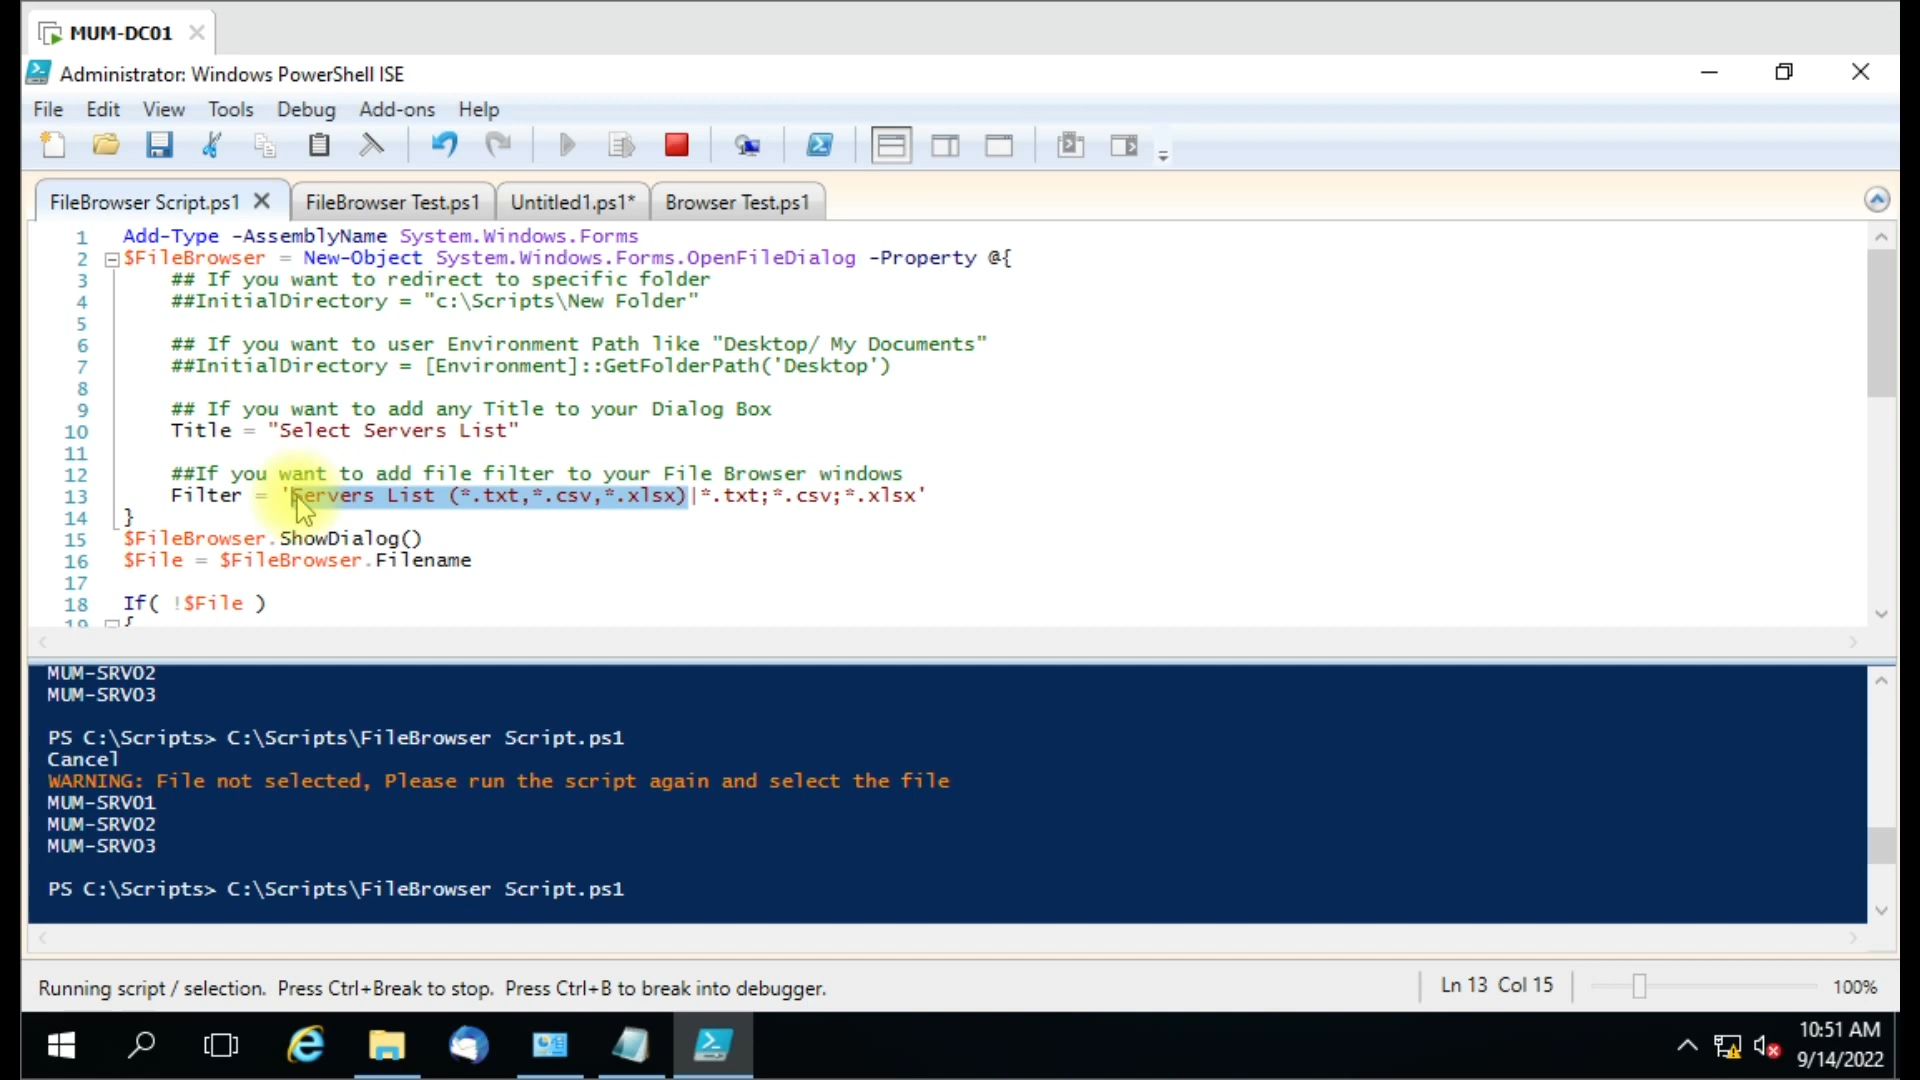 MUM-DC01
Administrator: Windows PowerShell ISE
File Edit View Tools Debug Add-ons Help
FileBrowser Script.ps1 FileBrowser Test.ps1 Untitled1.ps1* Browser Test.ps1
1 Add-Type -AssemblyName System.Windows.Forms
2 $FileBrowser = New-Object System.Windows.Forms.OpenFileDialog -Property @{
3 ## If you want to redirect to specific folder
4 ##InitialDirectory = "c:\Scripts\New Folder"
5
6 ## If you want to user Environment Path like "Desktop/ My Documents"
7 ##InitialDirectory = [Environment]::GetFolderPath('Desktop')
8
9 ## If you want to add any Title to your Dialog Box
10 Title = "Select Servers List"
11
12 ##If you want to add file filter to your File Browser windows
13 Filter = 'Servers List (*.txt,*.csv,*.xlsx)|*.txt;*.csv;*.xlsx'
14 }
15 $FileBrowser.ShowDialog()
16 $File = $FileBrowser.Filename
17
18 If( !$File )
19 {
MUM-SRV02
MUM-SRV03
PS C:\Scripts> C:\Scripts\FileBrowser Script.ps1
Cancel
WARNING: File not selected, Please run the script again and select the file
MUM-SRV01
MUM-SRV02
MUM-SRV03
PS C:\Scripts> C:\Scripts\FileBrowser Script.ps1
Running script / selection. Press Ctrl+Break to stop. Press Ctrl+B to break into debugger.
Ln 13 Col 15
100%
10:51 AM
9/14/2022